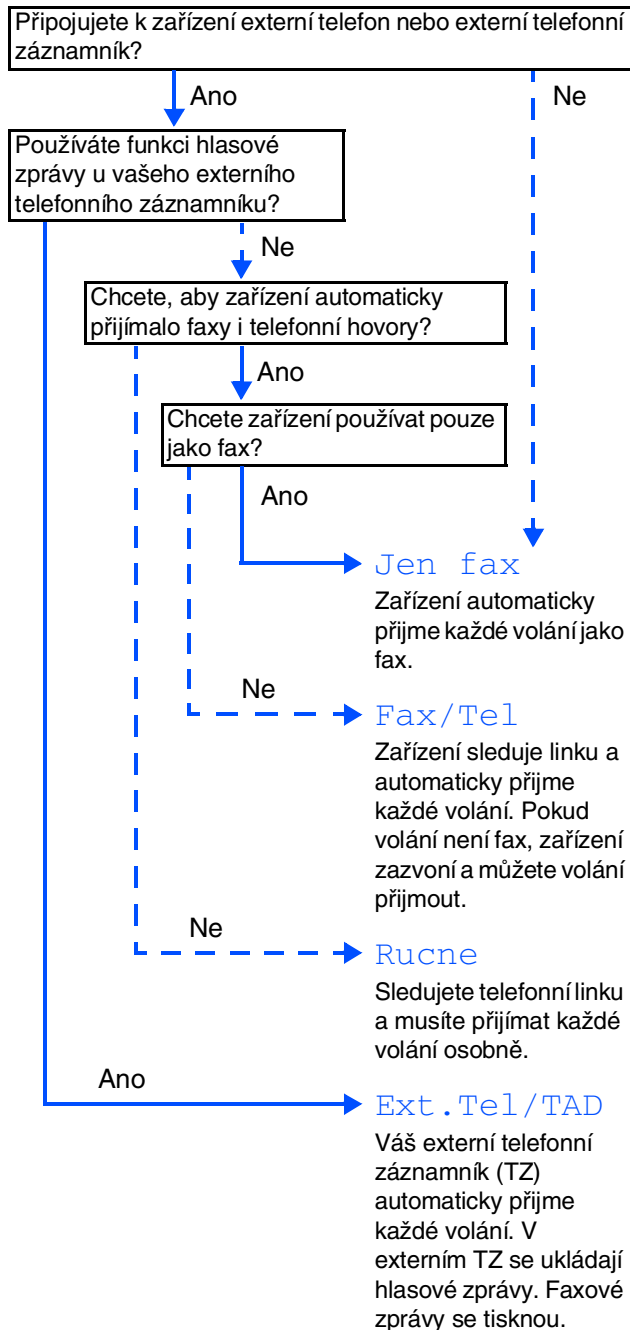 Připojujete k zařízení externí telefon nebo externí telefonní
záznamník?
Ano
Ne
Používáte funkci hlasové
zprávy u vašeho externího
telefonního záznamníku?
Ne
Chcete, aby zařízení automaticky
přijímalo faxy i telefonní hovory?
Ano
Chcete zařízení používat pouze
jako fax?
Ano
Jen fax
Zařízení automaticky
přijme každé volání jako
fax.
Ne
Fax/Tel
Zařízení sleduje linku a
automaticky přijme
každé volání. Pokud
volání není fax, zařízení
zazvoní a můžete volání
přijmout.
Ne
Rucne
Sledujete telefonní linku
a musíte přijímat každé
volání osobně.
Ano
Ext.Tel/TAD
Váš externí telefonní
záznamník (TZ)
automaticky přijme
každé volání. V
externím TZ se ukládají
hlasové zprávy. Faxové
zprávy se tisknou.